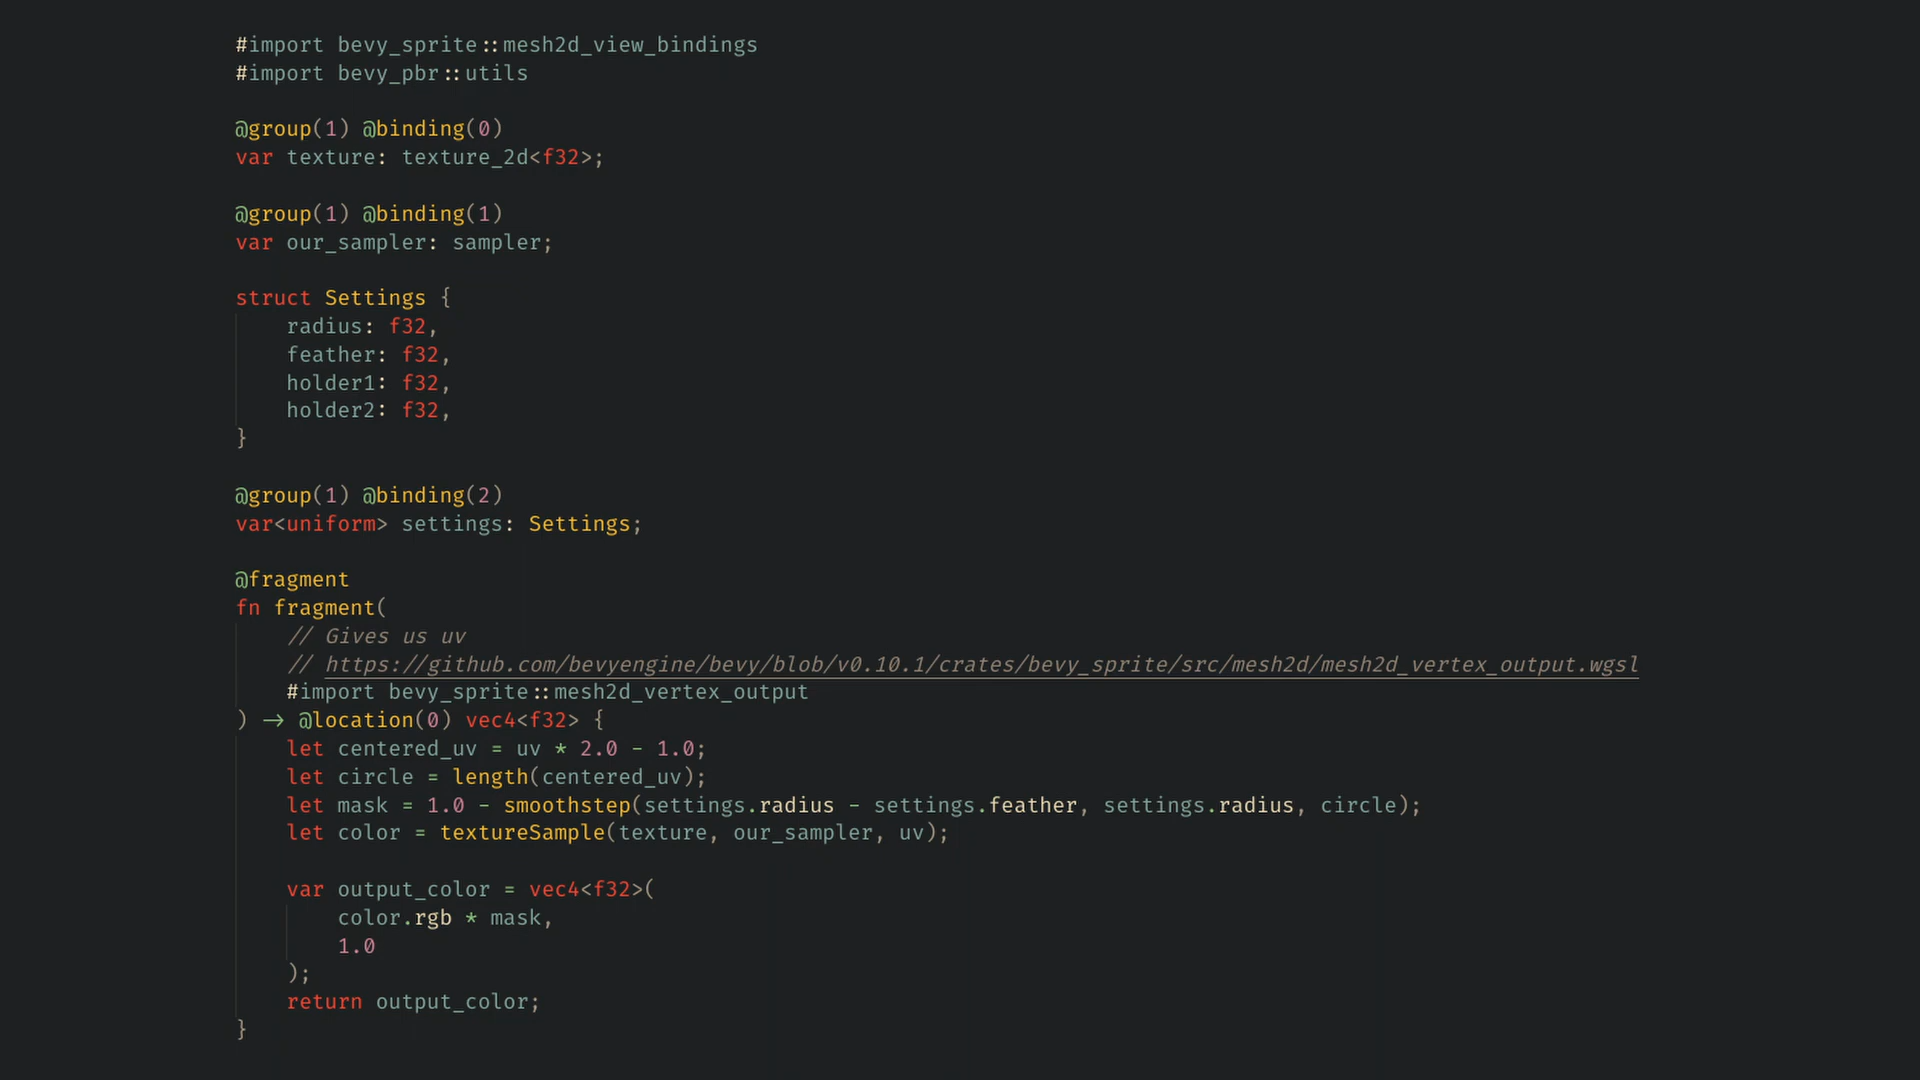 #import bevy_sprite::mesh2d_view_bindings
#import bevy_pbr::utils

@group(1) @binding(0)
var texture: texture_2d<f32>;

@group(1) @binding(1)
var our_sampler: sampler;

struct Settings {
    radius: f32,
    feather: f32,
    holder1: f32,
    holder2: f32,
}

@group(1) @binding(2)
var<uniform> settings: Settings;

@fragment
fn fragment(
    // Gives us uv
    // https://github.com/bevyengine/bevy/blob/v0.10.1/crates/bevy_sprite/src/mesh2d/mesh2d_vertex_output.wgsl
    #import bevy_sprite::mesh2d_vertex_output
) -> @location(0) vec4<f32> {
    let centered_uv = uv * 2.0 - 1.0;
    let circle = length(centered_uv);
    let mask = 1.0 - smoothstep(settings.radius - settings.feather, settings.radius, circle);
    let color = textureSample(texture, our_sampler, uv);

    var output_color = vec4<f32>(
        color.rgb * mask,
        1.0
    );
    return output_color;
}